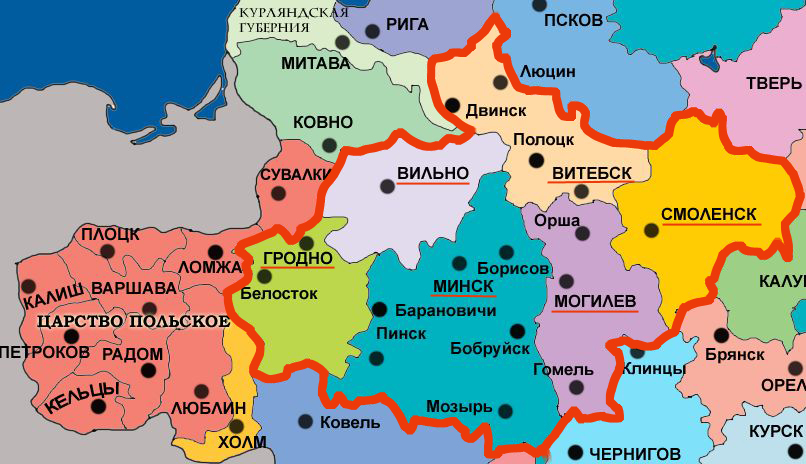 КУРЛЯНДСКАЯ
ГУБЕРНИЯ
РИГА
ПСКОВ
МИТАВА
Люцин
ТВЕРЬ
Двинск
КОВНО
Полоцк
СУВАЛКИ
ВИЛЬНО
ВИТЕБСК
Орша
СМОЛЕНСК
ПЛОЦК
ЛОМЖА
ГРОДНО
Борисов
КАЛУ
КАЛИШ
ВАРШАВА
Белосток
МИНСК
МОГИЛЕВ
ЦАРСТВО ПОЛЬСКОЕ
Барановичи
Пинск
Бобруйск
ПЕТРОКОВ
РАДОМ
Брянск
Клинцы
Гомель
ОРЕЛ
КЕЛЬЦЫ
ЛЮБЛИН
Мозырь
ХОЛМ
Ковель
КУРСК
ЧЕРНИГОВ